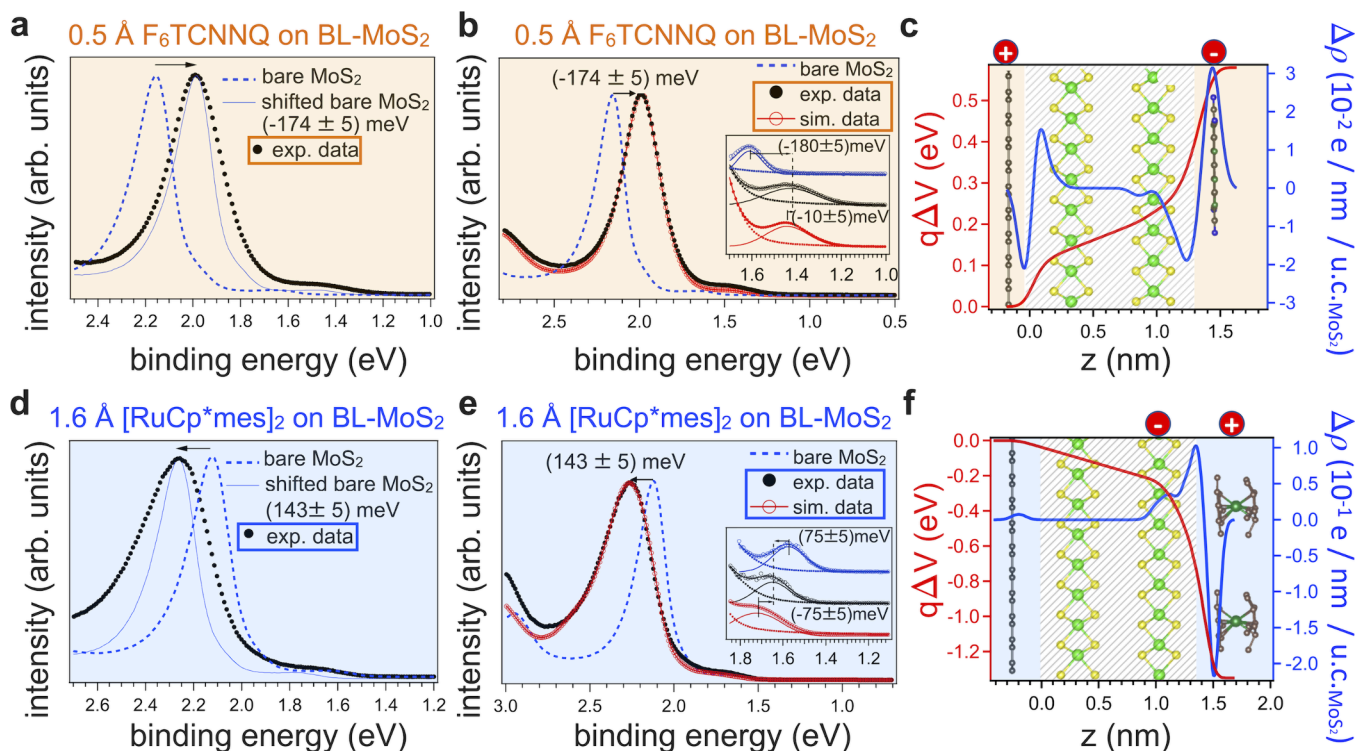 a
0.5 Å F₆TCNNQ on BL-MoS₂
intensity (arb. units)
bare MoS₂
shifted bare MoS₂
(-174 ± 5) meV
exp. data
2.4 2.2 2.0 1.8 1.6 1.4 1.2 1.0
binding energy (eV)
b
0.5 Å F₆TCNNQ on BL-MoS₂
intensity (arb. units)
(-174 ± 5) meV
bare MoS₂
exp. data
sim. data
(-180±5)meV
(-10±5)meV
1.6 1.4 1.2 1.0
2.5 2.0 1.5 1.0 0.5
binding energy (eV)
c
+
-
qΔV (eV)
0.5
0.4
0.3
0.2
0.1
0.0
3
2
1
0
-1
-2
-3
Δρ (10⁻² e / nm / u.c.MoS₂)
0.0 0.5 1.0 1.5
z (nm)
d
1.6 Å [RuCp*mes]₂ on BL-MoS₂
intensity (arb. units)
bare MoS₂
shifted bare MoS₂
(143± 5) meV
exp. data
2.6 2.4 2.2 2.0 1.8 1.6 1.4 1.2
binding energy (eV)
e
1.6 Å [RuCp*mes]₂ on BL-MoS₂
intensity (arb. units)
(143 ± 5) meV
bare MoS₂
exp. data
sim. data
(75±5)meV
(-75±5)meV
1.8 1.6 1.4 1.2
3.0 2.5 2.0 1.5 1.0
binding energy (eV)
f
-
+
qΔV (eV)
0.0
-0.2
-0.4
-0.6
-0.8
-1.0
-1.2
1.0
0.5
0.0
-0.5
-1.0
-1.5
-2.0
Δρ (10⁻¹ e / nm / u.c.MoS₂)
0.0 0.5 1.0 1.5 2.0
z (nm)